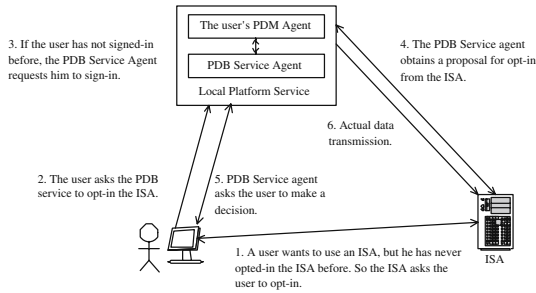 The user's PDM Agent
PDB Service Agent
Local Platform Service
3. If the user has not signed-in
before, the PDB Service Agent
requests him to sign-in.
4. The PDB Service agent
obtains a proposal for opt-in
from the ISA.
6. Actual data
transmission.
2. The user asks the PDB
service to opt-in the ISA.
5. PDB Service agent
asks the user to make a
decision.
1. A user wants to use an ISA, but he has never
opted-in the ISA before. So the ISA asks the
user to opt-in.
ISA